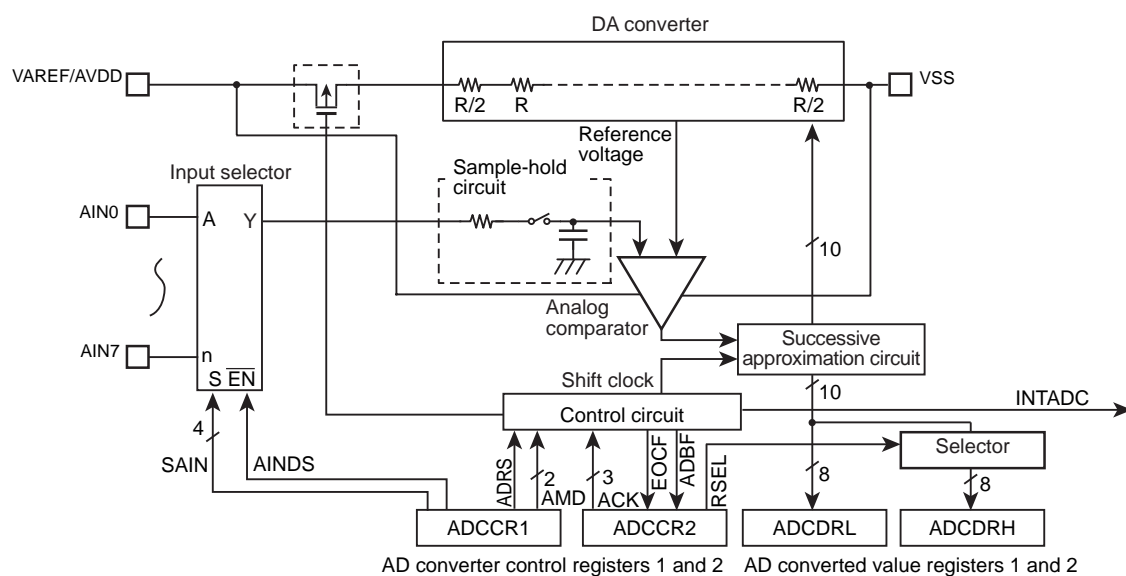 DA converter
VAREF/AVDD
VSS
R/2
R
R/2
Reference
voltage
Sample-hold
circuit
Input selector
AIN0
A
Y
10
Analog
comparator
AIN7
n
S EN
Successive
approximation circuit
Shift clock
10
Control circuit
INTADC
4
SAIN
AINDS
ADRS
2
AMD
3
ACK
EOCF
ADBF
RSEL
Selector
8
8
ADCCR1
ADCCR2
ADCDRL
ADCDRH
AD converter control registers 1 and 2
AD converted value registers 1 and 2